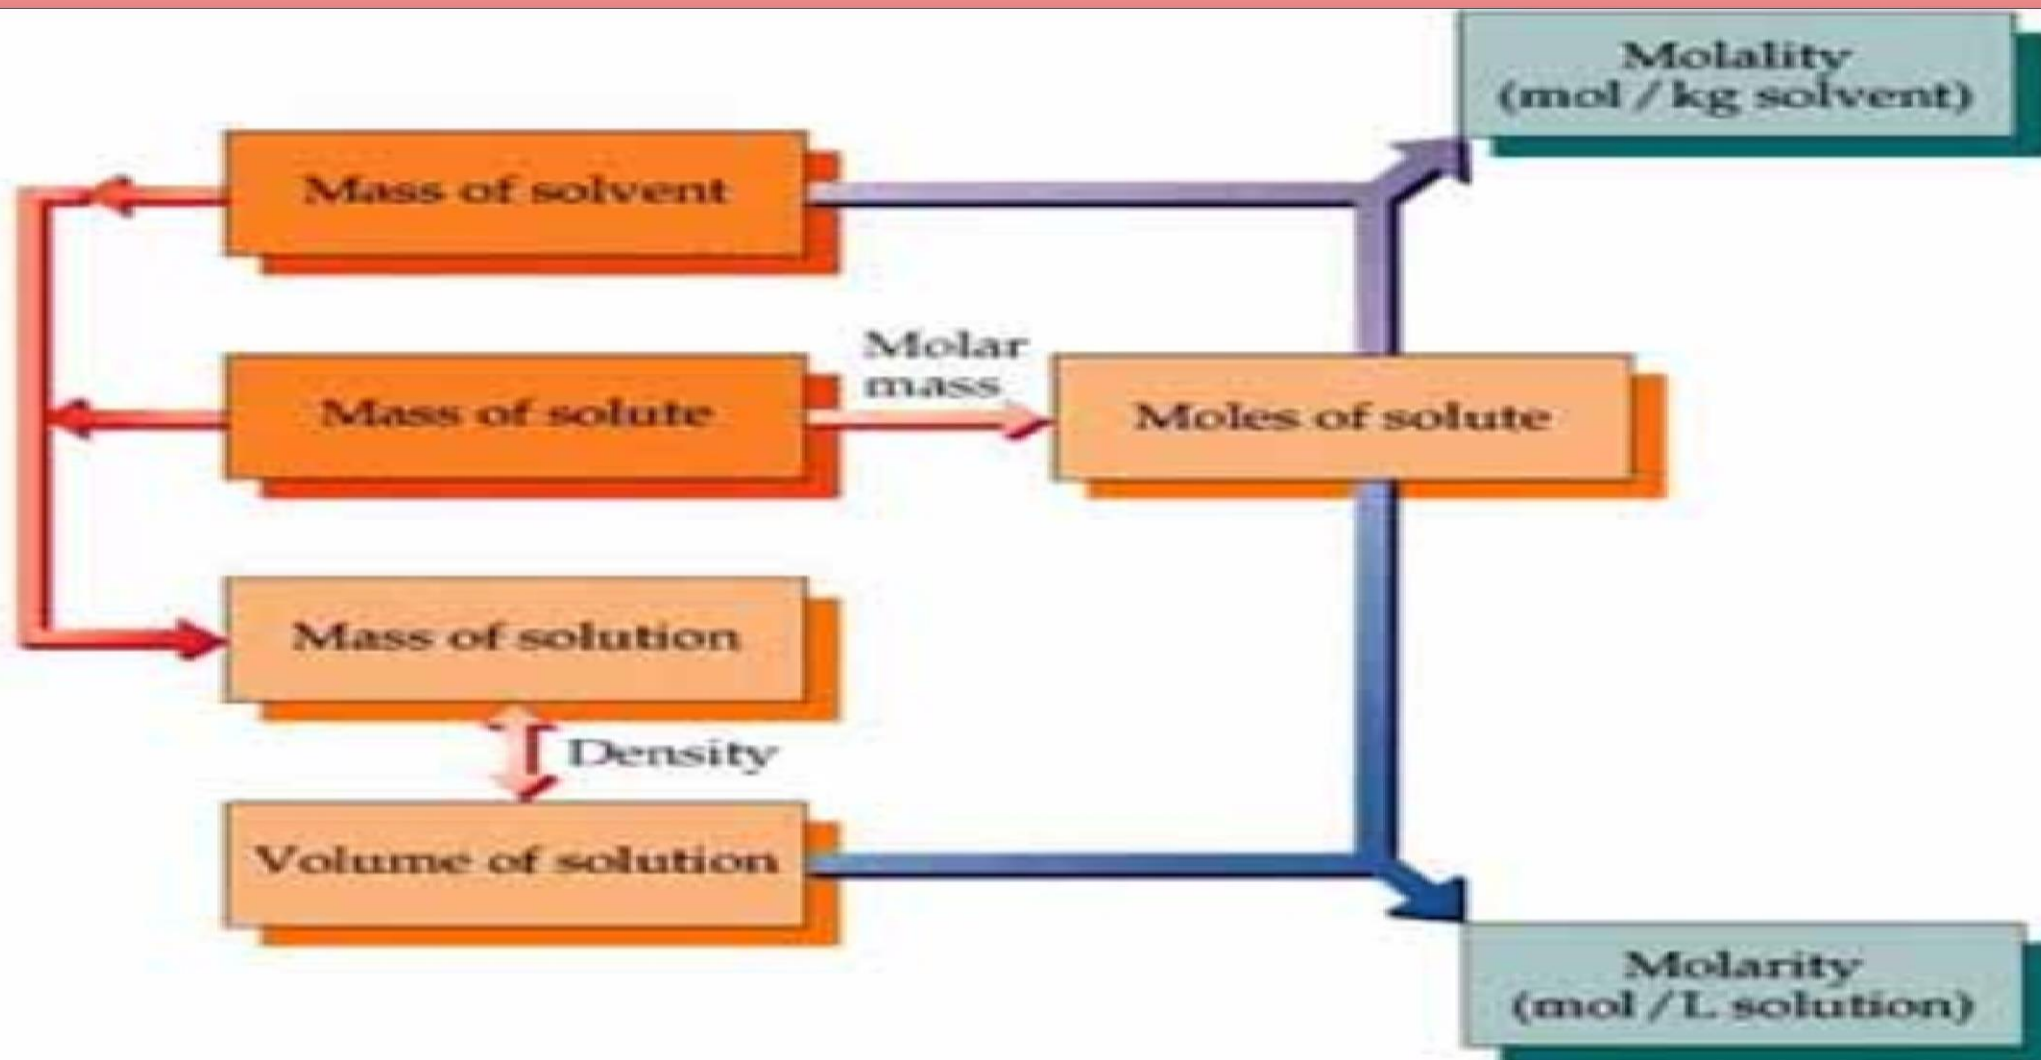 Molality
(mol / kg solvent)
Mass of solvent
Molar
mass
Mass of solute
Moles of solute
Mass of solution
Density
Volume of solution
Molarity
(mol / L solution)